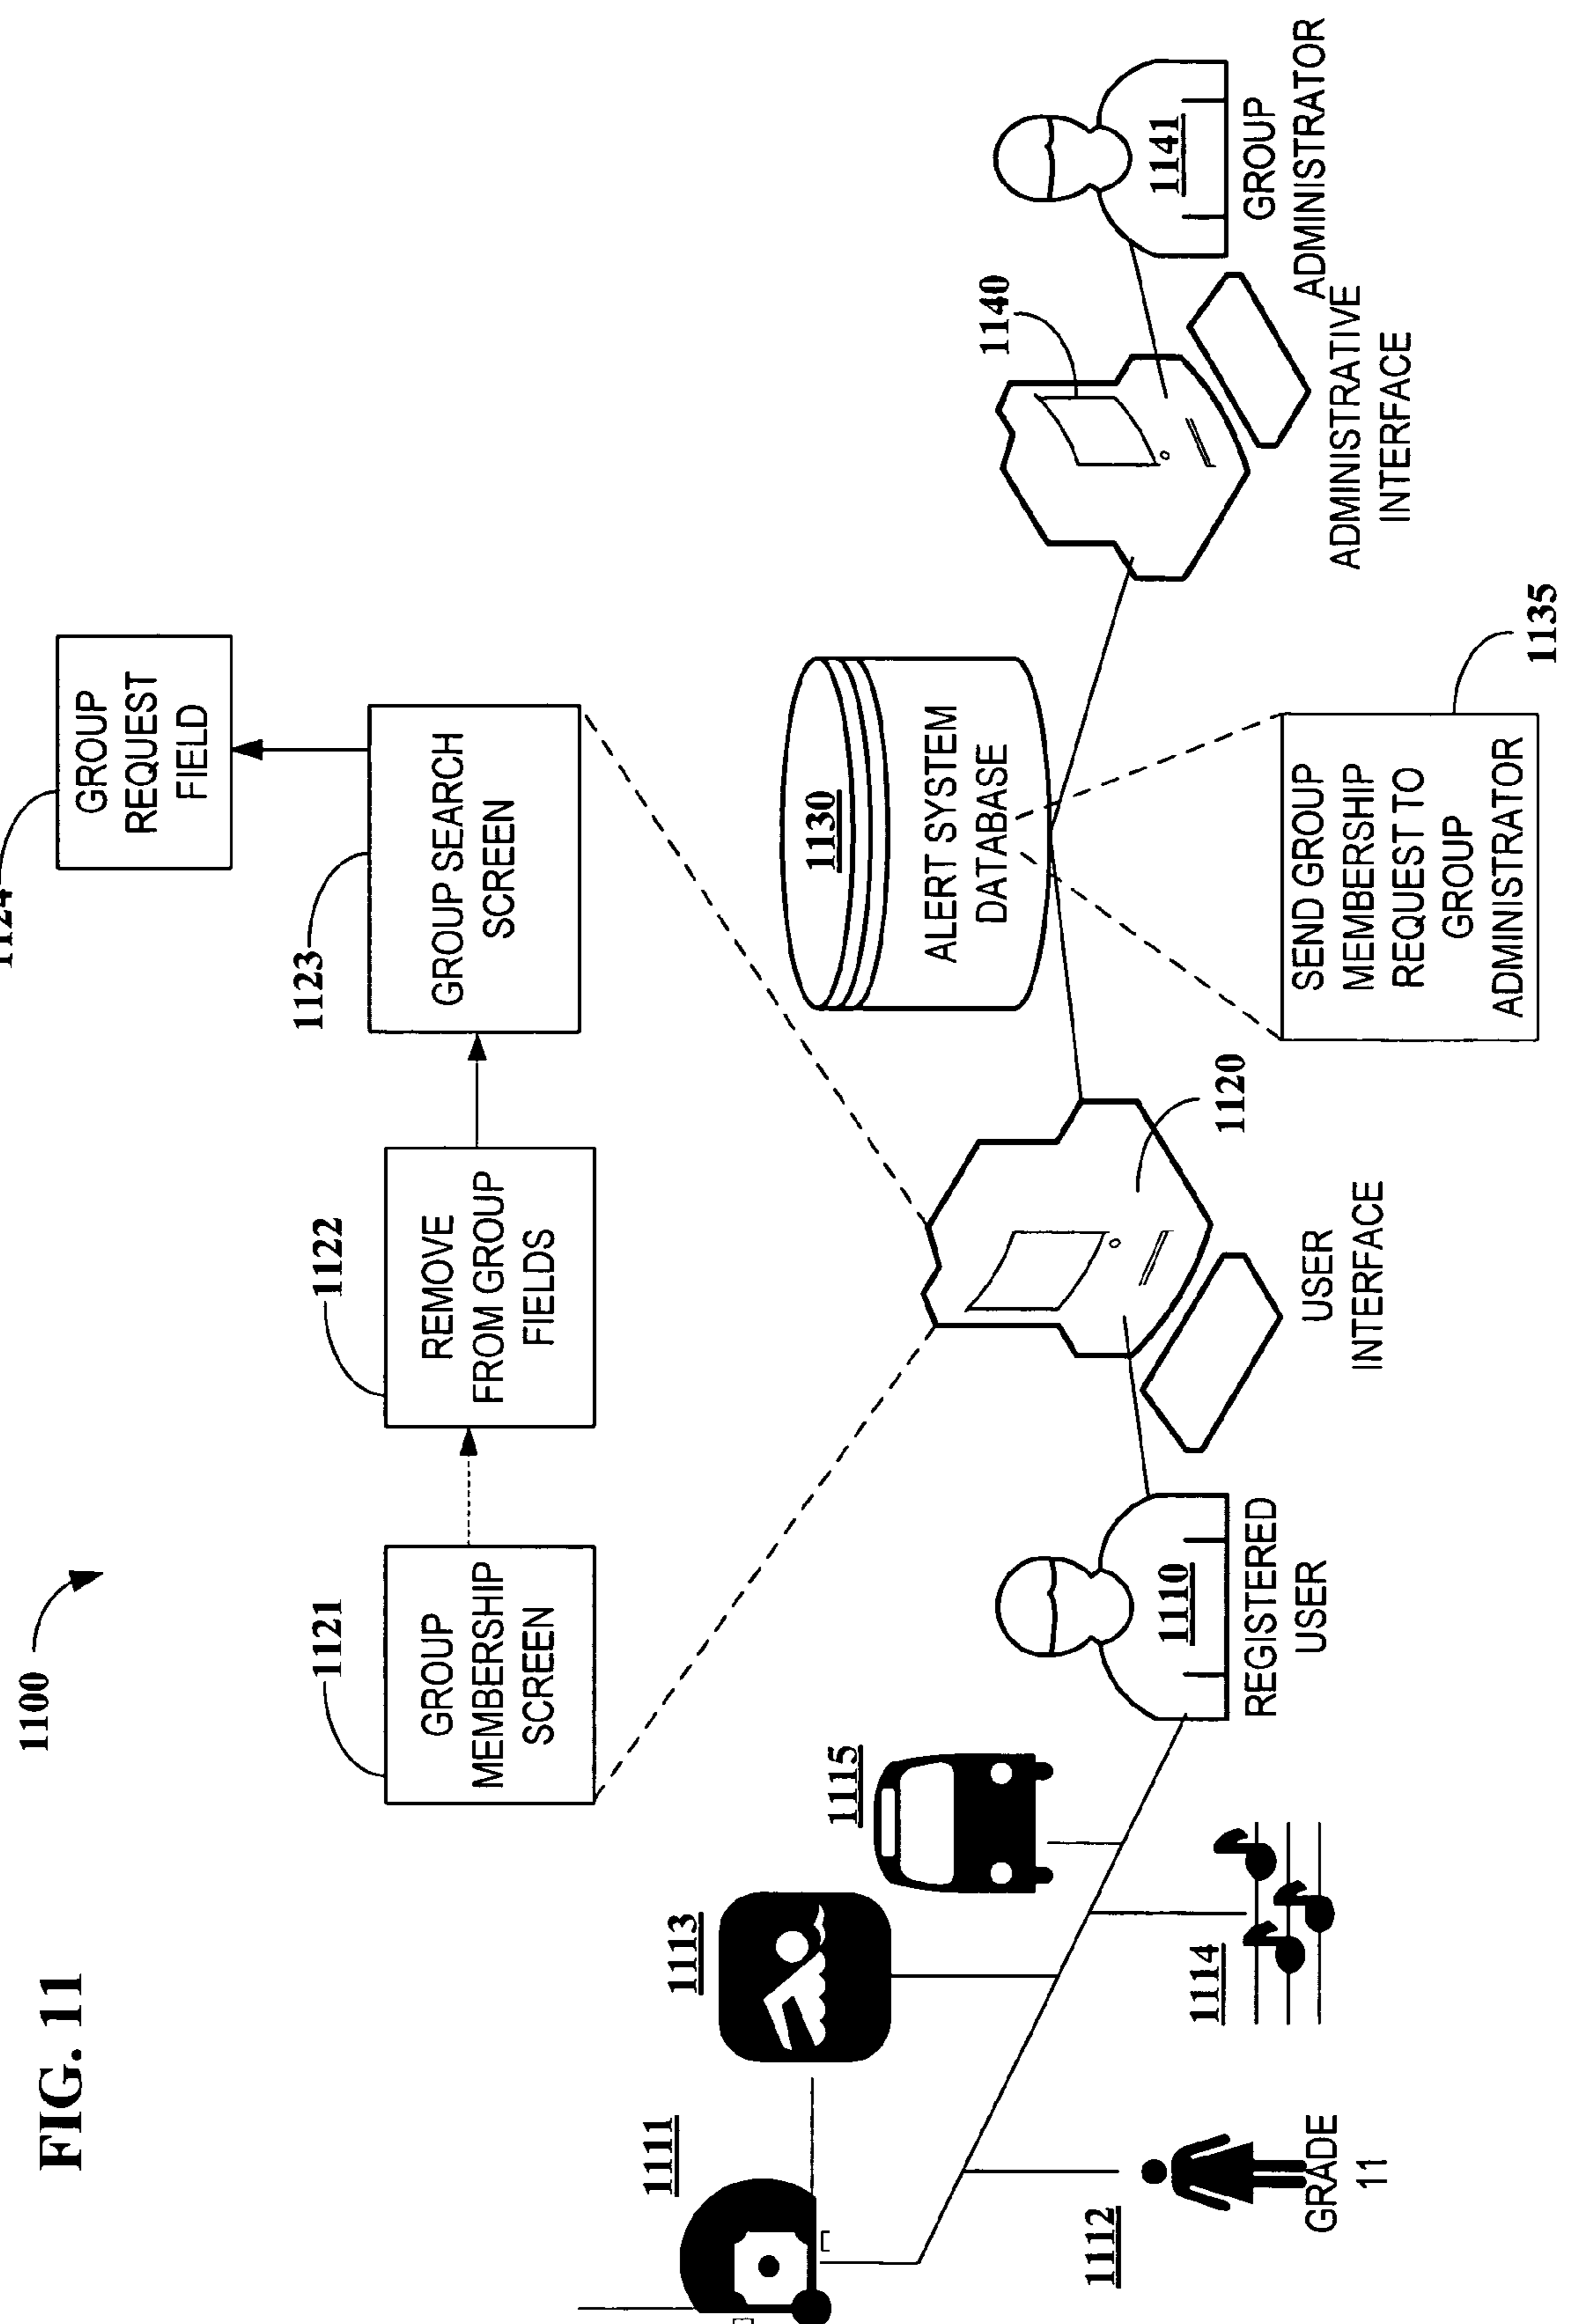 FIG. 11
1100
1121
GROUP
MEMBERSHIP
SCREEN
1122
REMOVE
FROM GROUP
FIELDS
1123
GROUP SEARCH
SCREEN
1124
GROUP
REQUEST
FIELD
1111
1113
1115
1112
GRADE
11
1114
1110
REGISTERED
USER
1120
USER
INTERFACE
1130
ALERT SYSTEM
DATABASE
1135
SEND GROUP
MEMBERSHIP
REQUEST TO
GROUP
ADMINISTRATOR
1140
ADMINISTRATIVE
INTERFACE
1141
GROUP
ADMINISTRATOR